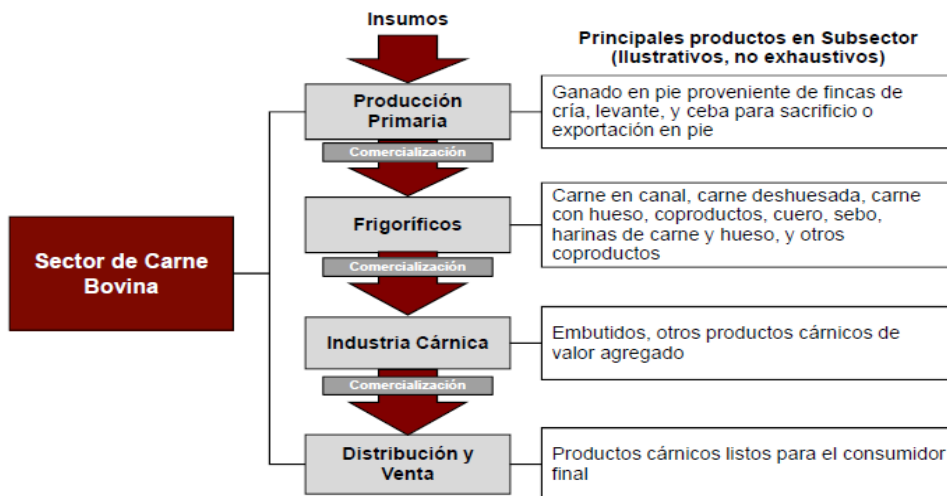 Insumos
Principales productos en Subsector
(Ilustrativos, no exhaustivos)
Producción
Primaria
Ganado en pie proveniente de fincas de
cría, levante, y ceba para sacrificio o
exportación en pie
Comercialización
Frigoríficos
Carne en canal, carne deshuesada, carne
con hueso, coproductos, cuero, sebo,
harinas de carne y hueso, y otros
coproductos
Sector de Carne
Bovina
Comercialización
Industria Cárnica
Embutidos, otros productos cárnicos de
valor agregado
Comercialización
Distribución y
Venta
Productos cárnicos listos para el consumidor
final